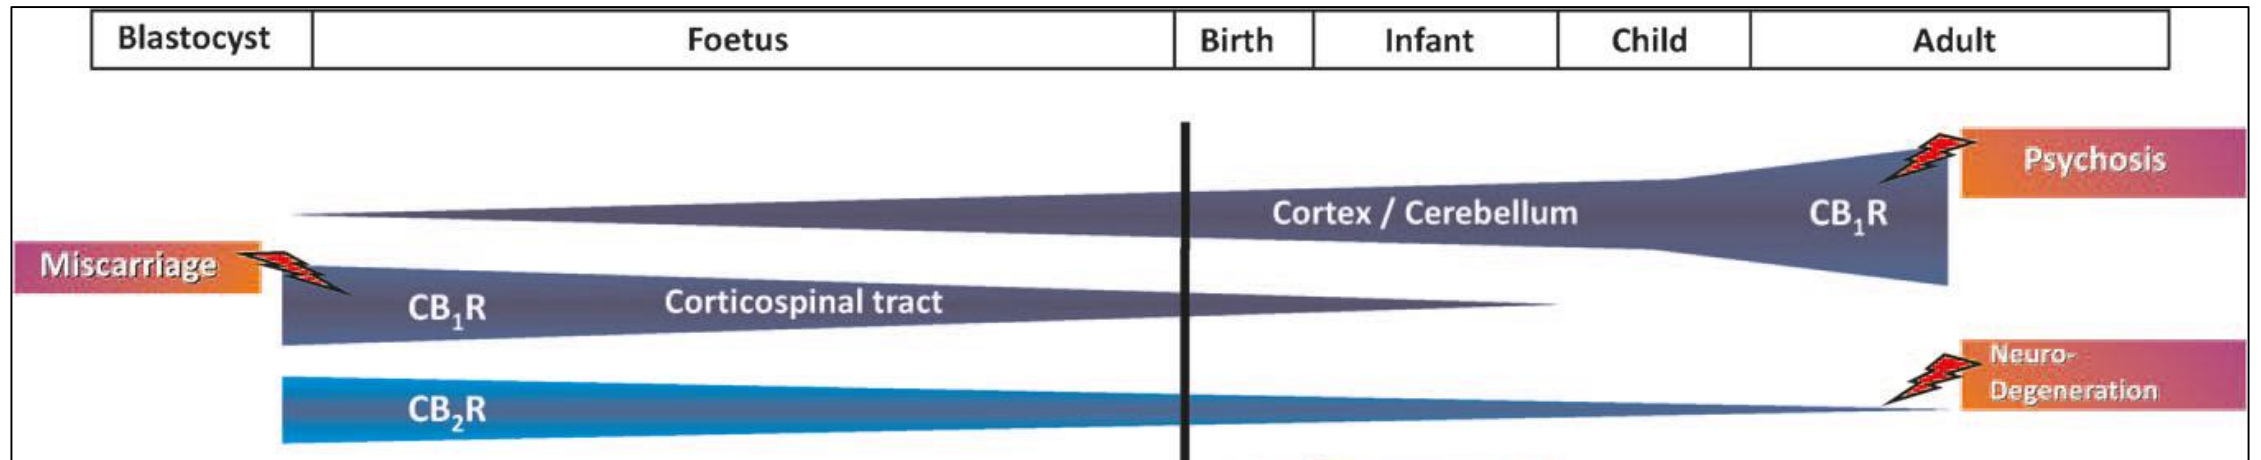 Blastocyst Foetus Birth Infant Child Adult
Psychosis
Cortex / Cerebellum CB₁R
Miscarriage
CB₁R Corticospinal tract
Neuro-
Degeneration
CB₂R